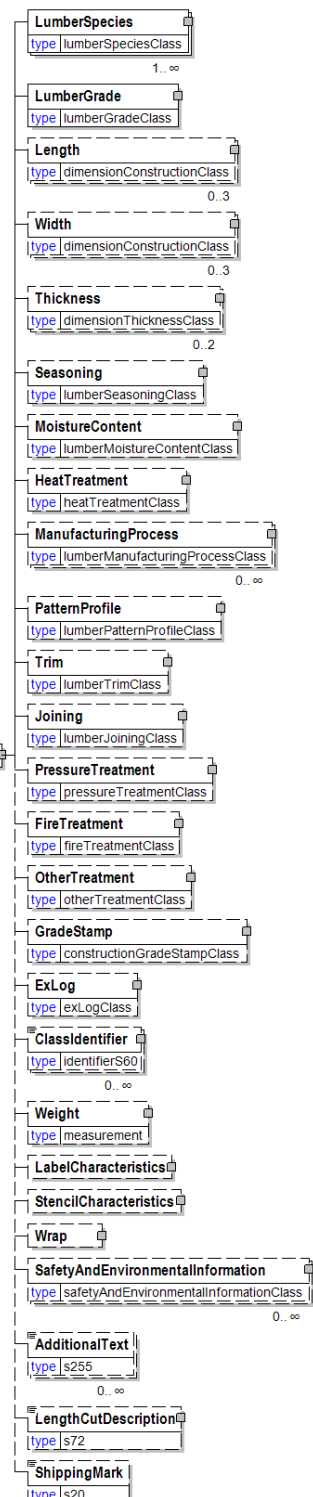 LumberSpecies
type lumberSpeciesClass
1.. ∞
LumberGrade
type lumberGradeClass
Length
type dimensionConstructionClass
0..3
Width
type dimensionConstructionClass
0..3
Thickness
type dimensionThicknessClass
0..2
Seasoning
type lumberSeasoningClass
MoistureContent
type lumberMoistureContentClass
HeatTreatment
type heatTreatmentClass
ManufacturingProcess
type lumberManufacturingProcessClass
0.. ∞
PatternProfile
type lumberPatternProfileClass
Trim
type lumberTrimClass
Joining
type lumberJoiningClass
PressureTreatment
type pressureTreatmentClass
FireTreatment
type fireTreatmentClass
OtherTreatment
type otherTreatmentClass
GradeStamp
type constructionGradeStampClass
ExLog
type exLogClass
ClassIdentifier
type identifierS60
0.. ∞
Weight
type measurement
LabelCharacteristics
StencilCharacteristics
Wrap
SafetyAndEnvironmentalInformation
type safetyAndEnvironmentalInformationClass
0.. ∞
AdditionalText
type s255
0.. ∞
LengthCutDescription
type s72
ShippingMark
type s20